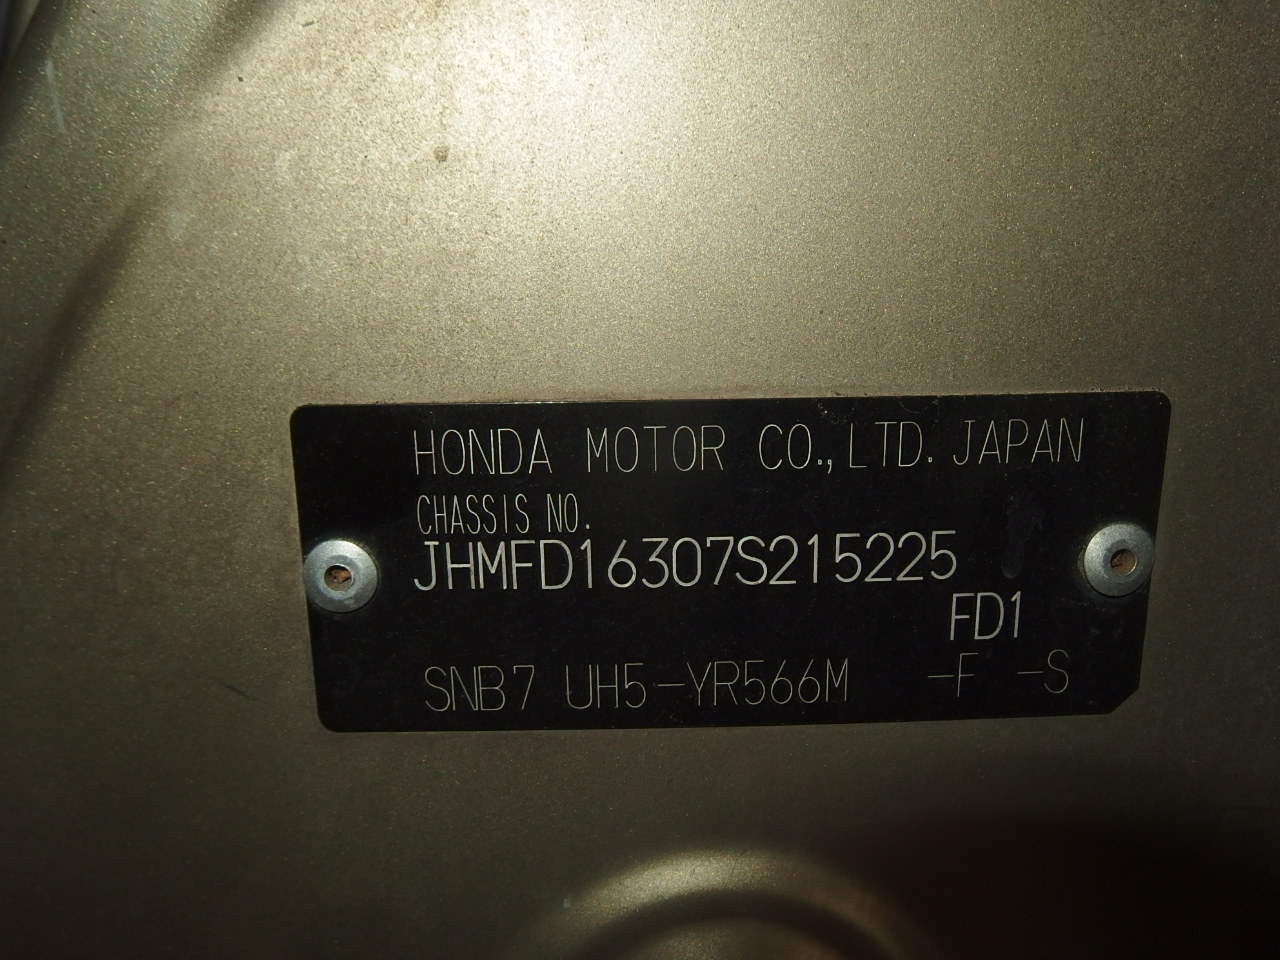 HONDA MOTOR CO., LTD. JAPAN
CHASSIS NO.
JHMFD16307S215225
FD1
SNB7 UH5-YR566M -F -S